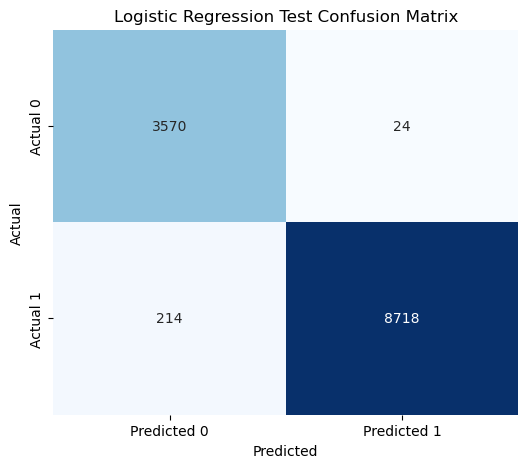 Logistic Regression Test Confusion Matrix
Actual
Actual 0
3570
24
Actual 1
214
8718
Predicted 0
Predicted 1
Predicted